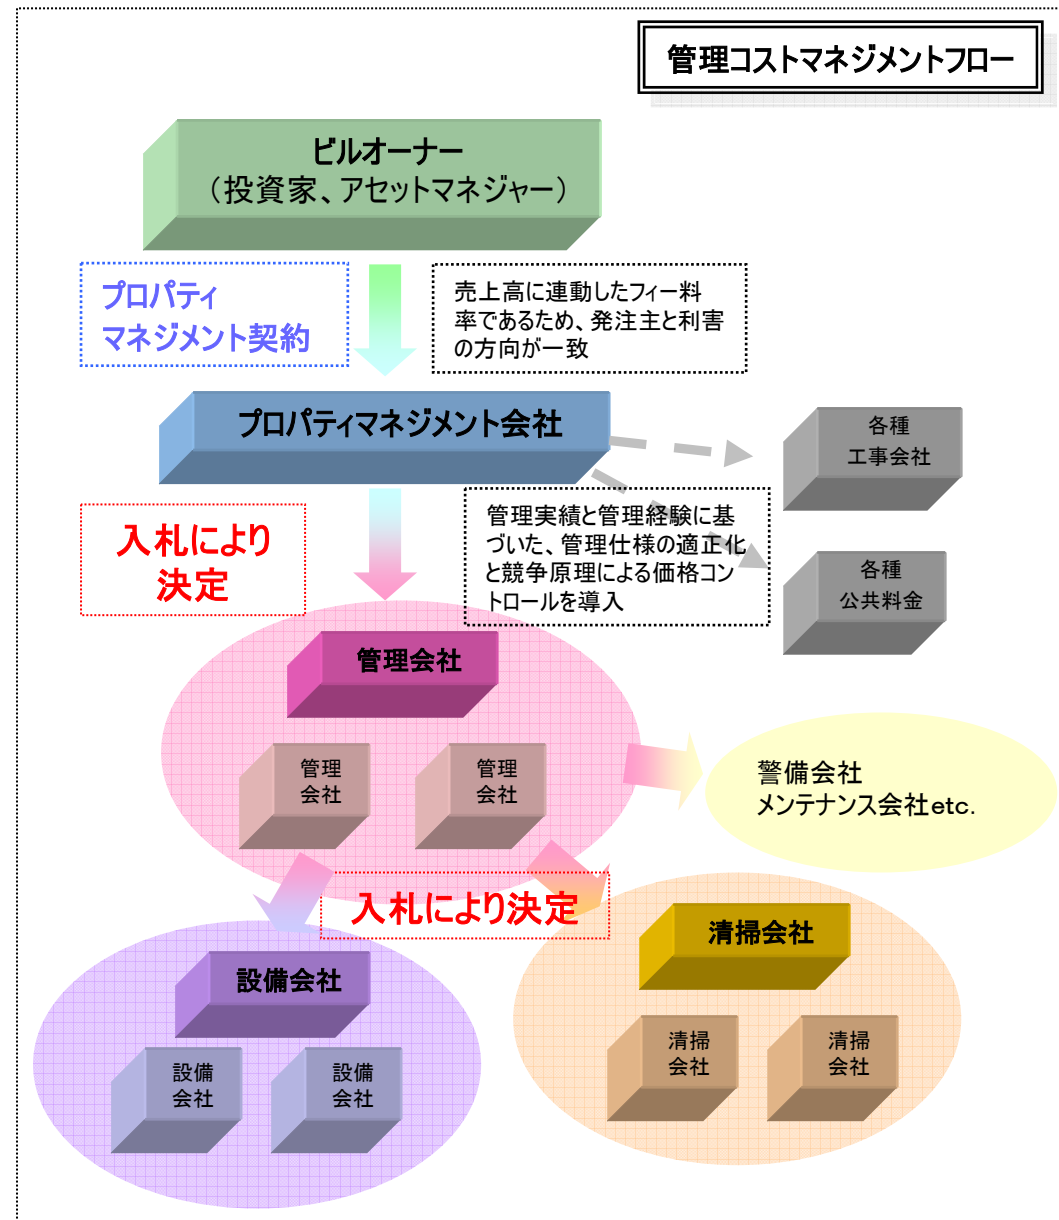 管理コストマネジメントフロー
ビルオーナー
（投資家、アセットマネジャー）
プロパティ
マネジメント契約
売上高に連動したフィー料
率であるため、発注主と利害
の方向が一致
プロパティマネジメント会社
各種
工事会社
入札により
決定
管理実績と管理経験に基
づいた、管理仕様の適正化
と競争原理による価格コン
トロールを導入
各種
公共料金
管理会社
管理
会社
管理
会社
警備会社
メンテナンス会社etc.
入札により決定
清掃会社
設備会社
清掃
会社
清掃
会社
設備
会社
設備
会社